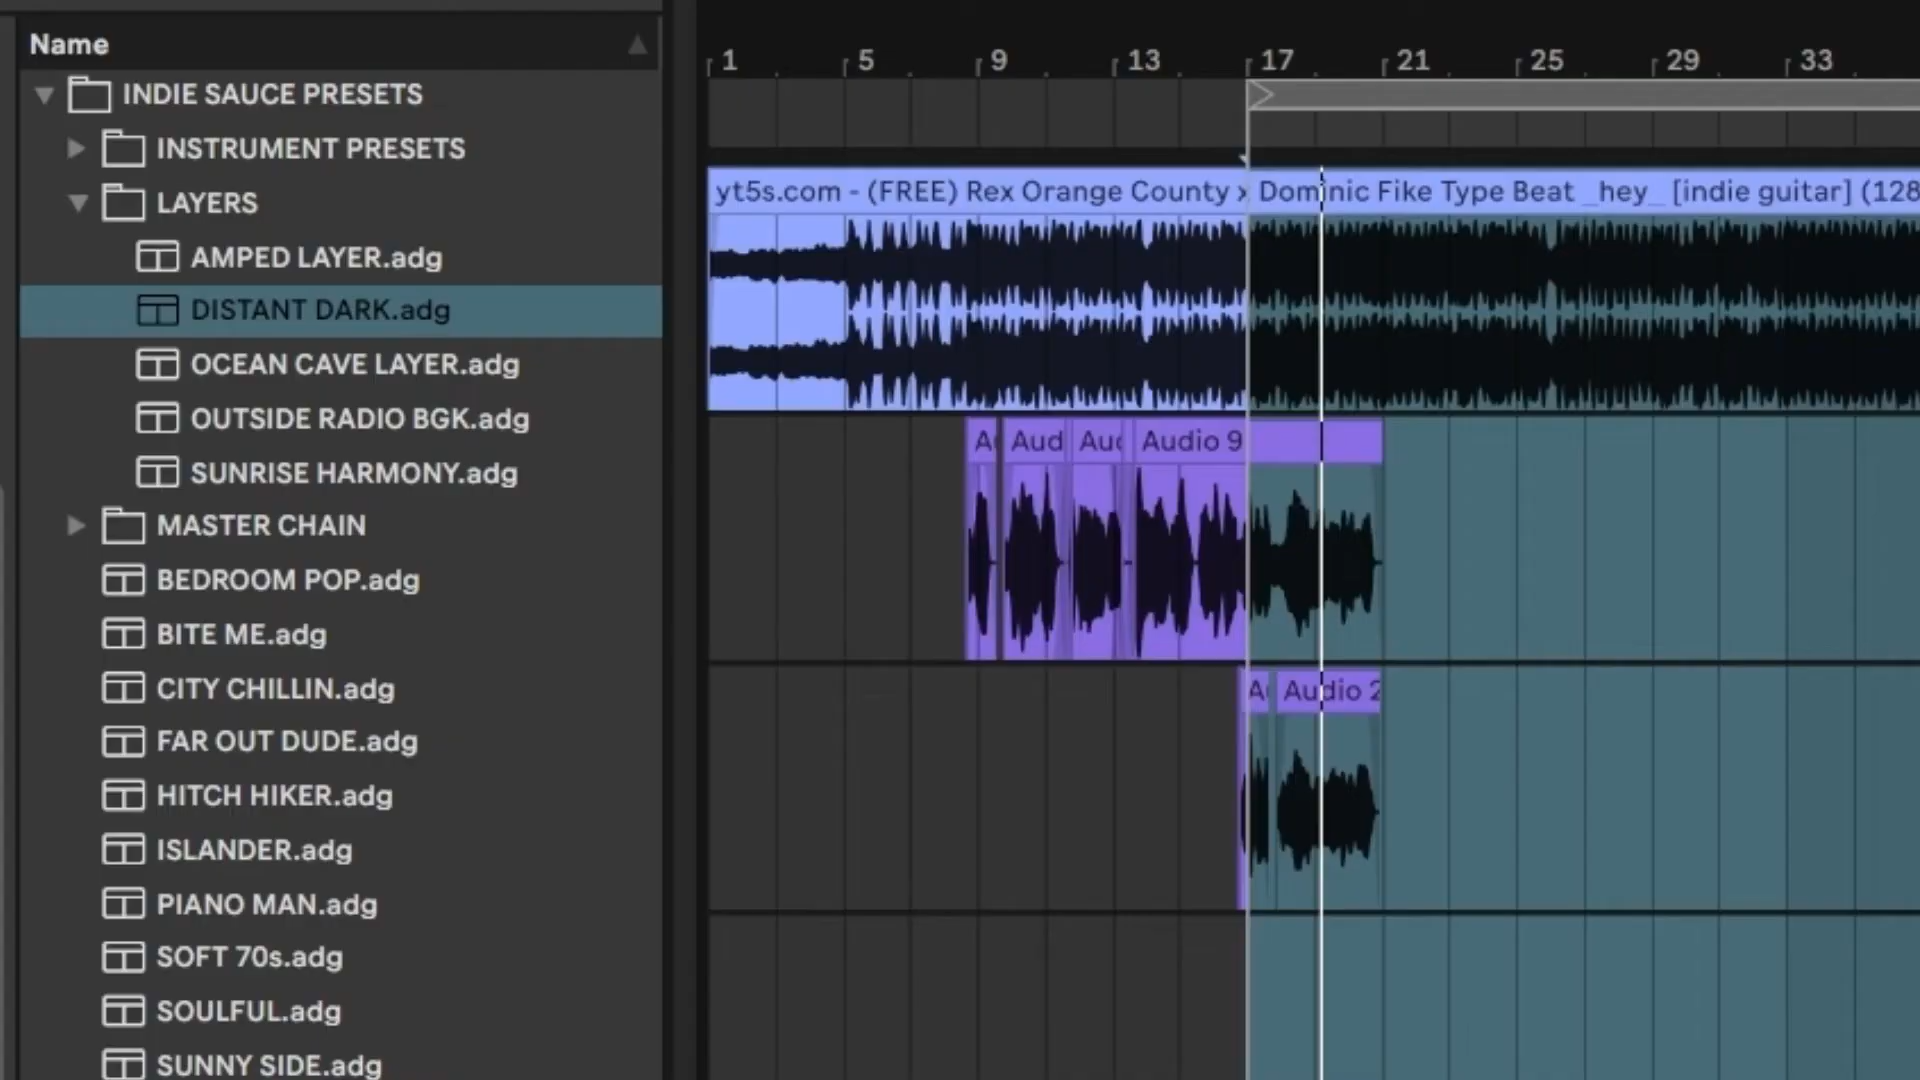 Name
INDIE SAUCE PRESETS
INSTRUMENT PRESETS
LAYERS
AMPED LAYER.adg
DISTANT DARK.adg
OCEAN CAVE LAYER.adg
OUTSIDE RADIO BGK.adg
SUNRISE HARMONY.adg
MASTER CHAIN
BEDROOM POP.adg
BITE ME.adg
CITY CHILLIN.adg
FAR OUT DUDE.adg
HITCH HIKER.adg
ISLANDER.adg
PIANO MAN.adg
SOFT 70s.adg
SOULFUL.adg
SUNNY SIDE.adg
1 5 9 13 17 21 25 29 33
yt5s.com - (FREE) Rex Orange County x Dominic Fike Type Beat _hey_ [indie guitar] (128
Aud Audio 9
Audio 2